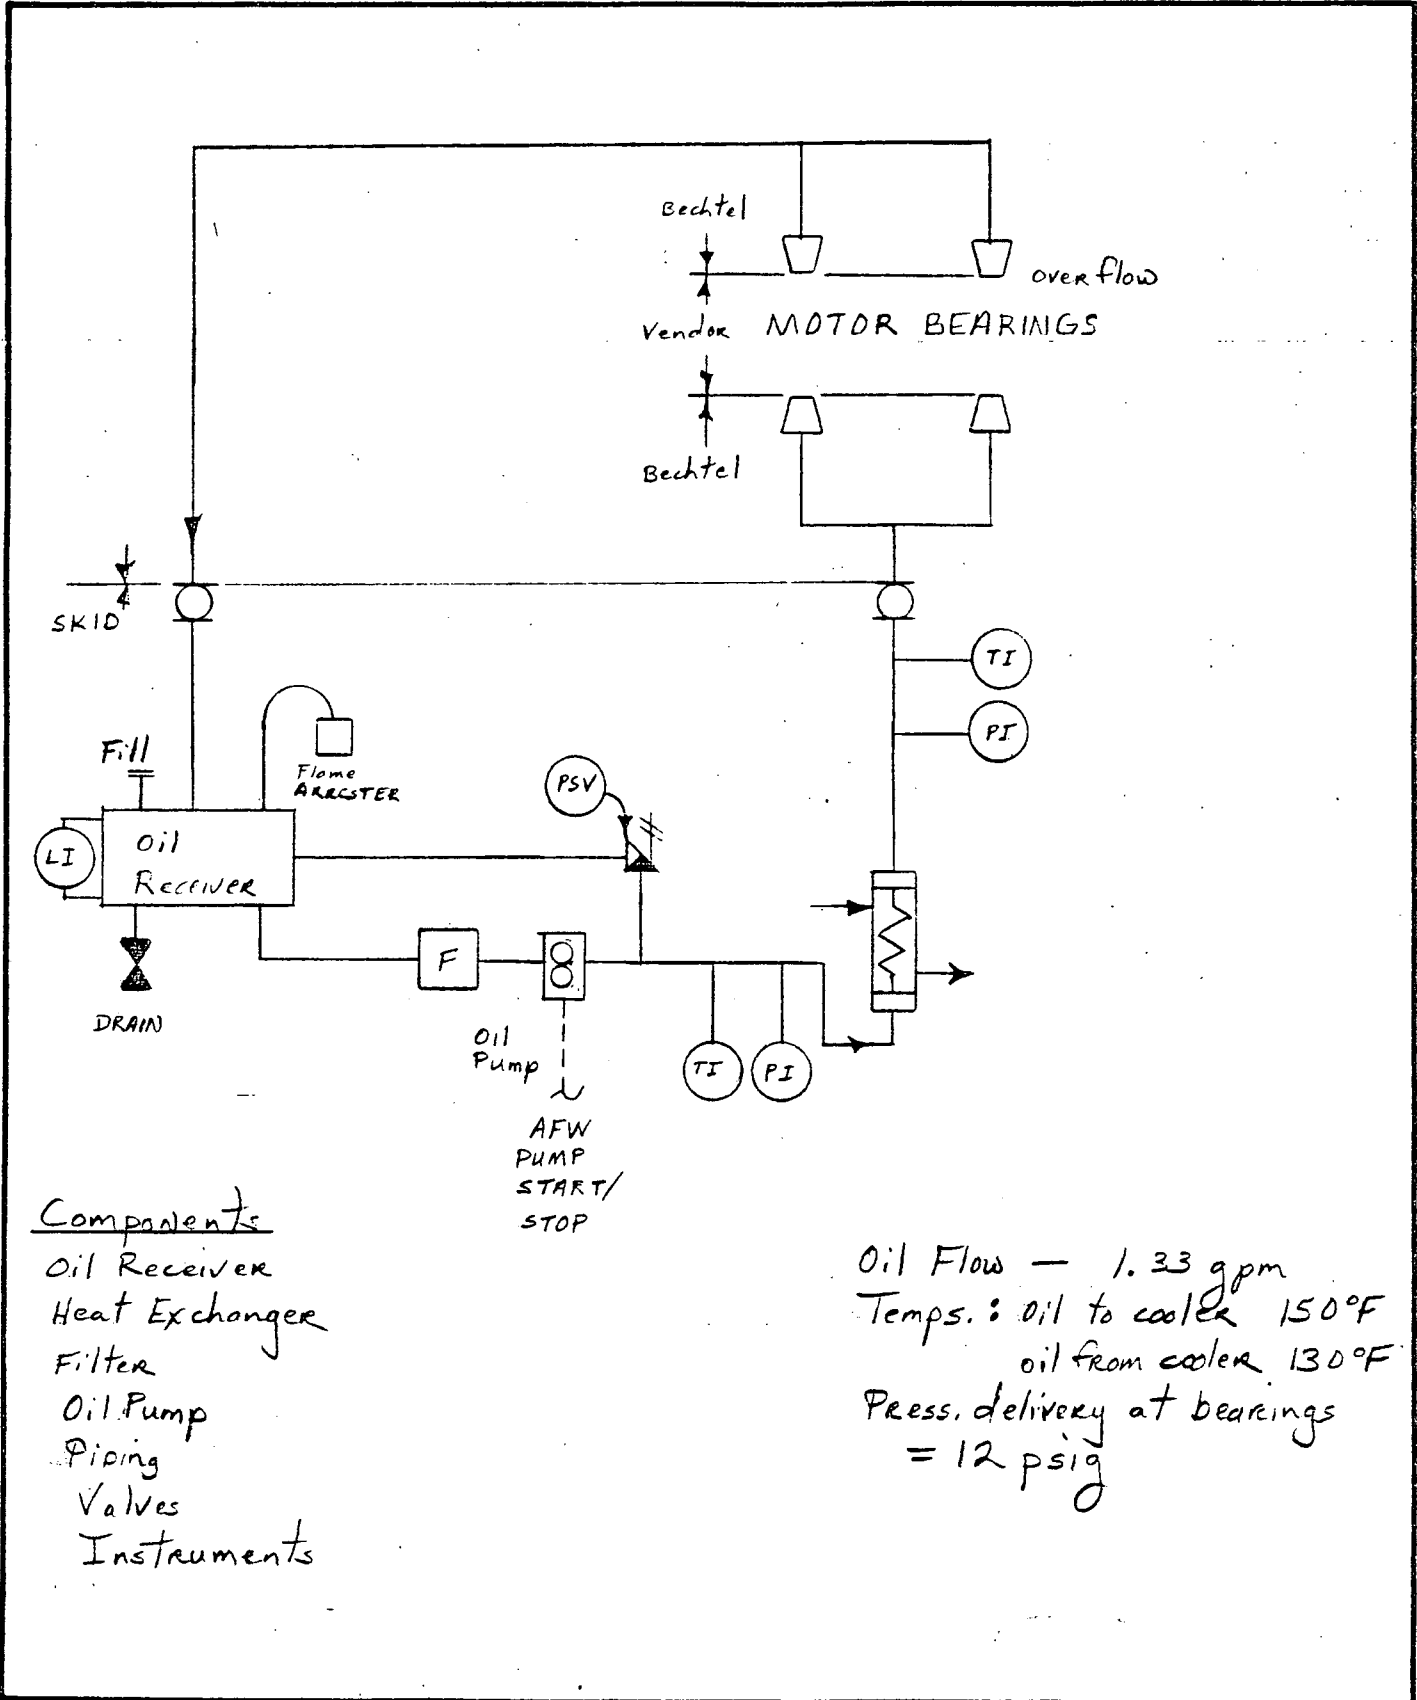 Bechtel
Overflow
Vendor MOTOR BEARINGS
Bechtel
SKID
TI
PI
Fill
Flame
ARRESTER
PSV
LI
Oil
Receiver
F
DRAIN
Oil
Pump
TI
PI
AFW
PUMP
START/
STOP
Components
Oil Receiver
Heat Exchanger
Filter
Oil Pump
Piping
Valves
Instruments
Oil Flow — 1.33 gpm
Temps.: Oil to cooler 150°F
oil from cooler 130°F
Press. delivery at bearings
= 12 psig